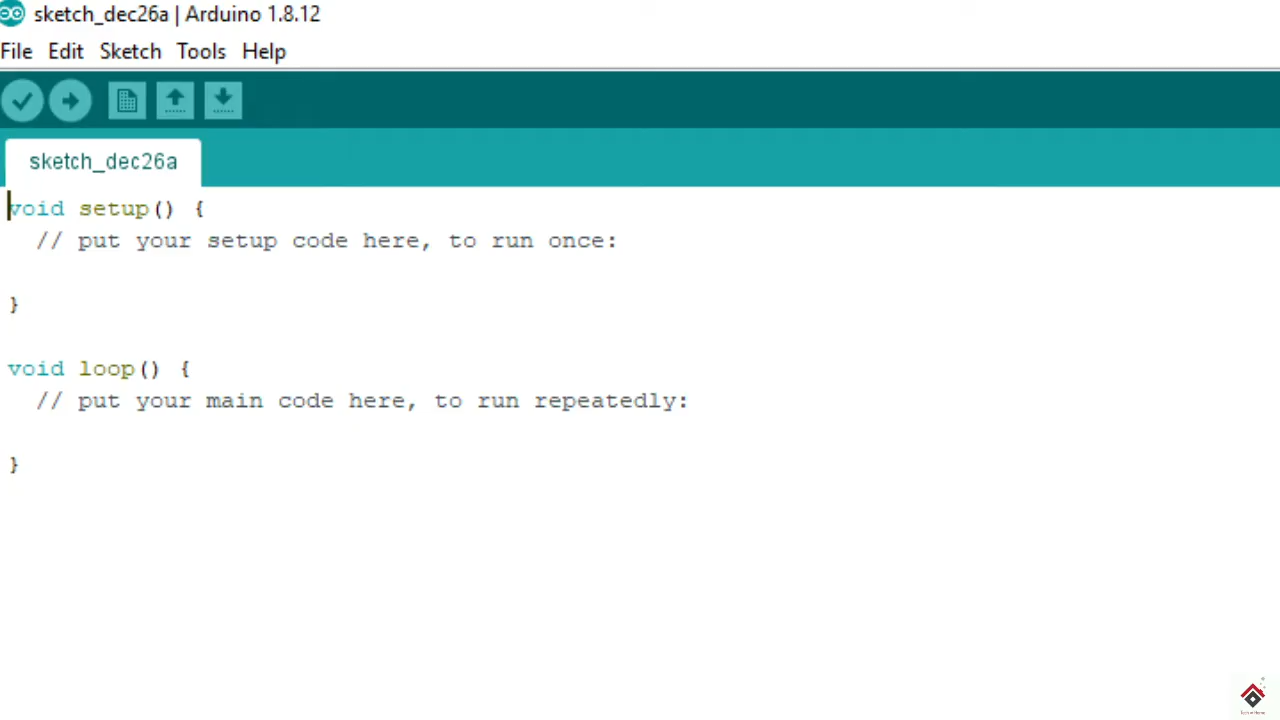 sketch_dec26a | Arduino 1.8.12
File Edit Sketch Tools Help
sketch_dec26a
void setup() {
// put your setup code here, to run once:
}
void loop() {
// put your main code here, to run repeatedly:
}